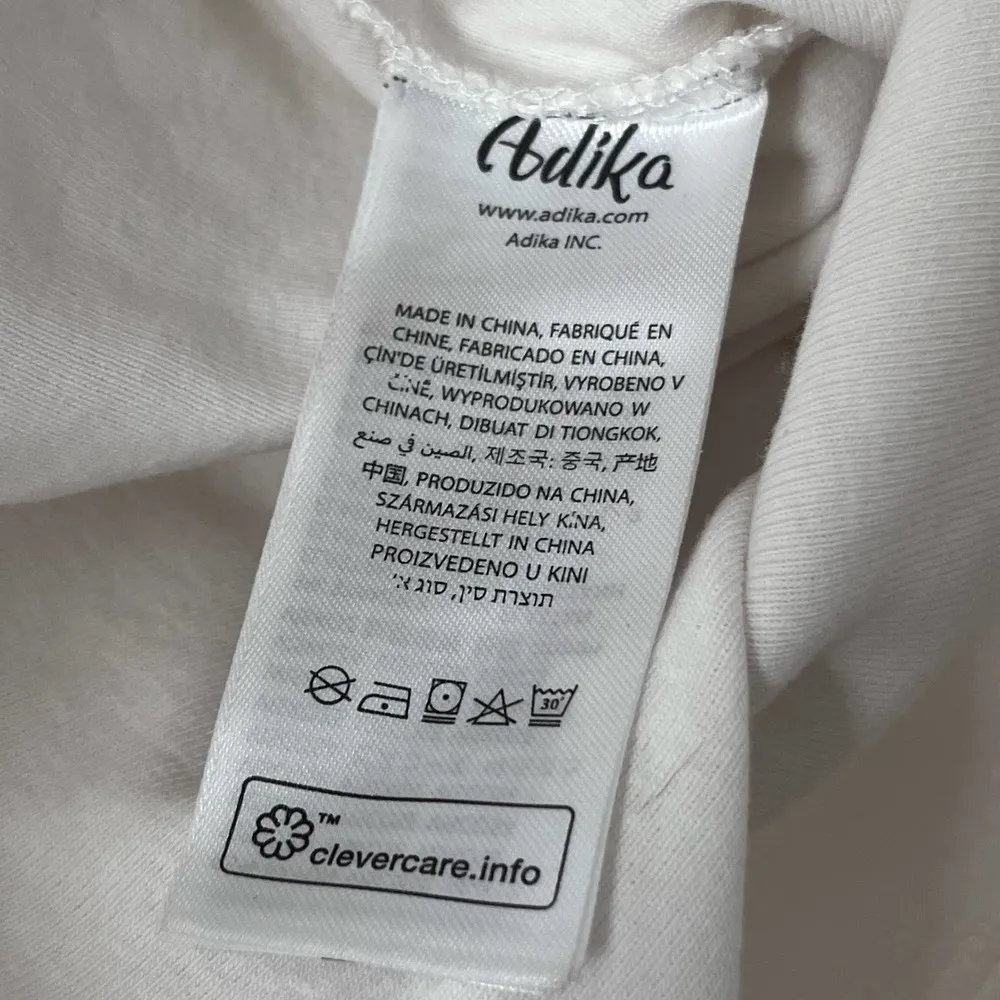 Adika
www.adika.com
Adika INC.
MADE IN CHINA, FABRIQUÉ EN
CHINE, FABRICADO EN CHINA,
ÇİN'DE ÜRETİLMİŞTİR, VYROBENO V
ČÍNĚ, WYPRODUKOWANO W
CHINACH, DIBUAT DI TIONGKOK,
الصين في صنع, 제조국: 중국, 产地
中国, PRODUZIDO NA CHINA,
SZÁRMAZÁSI HELY KÍNA,
HERGESTELLT IN CHINA
PROIZVEDENO U KINI
תוצרת סין, סוג א'
30°
™
clevercare.info